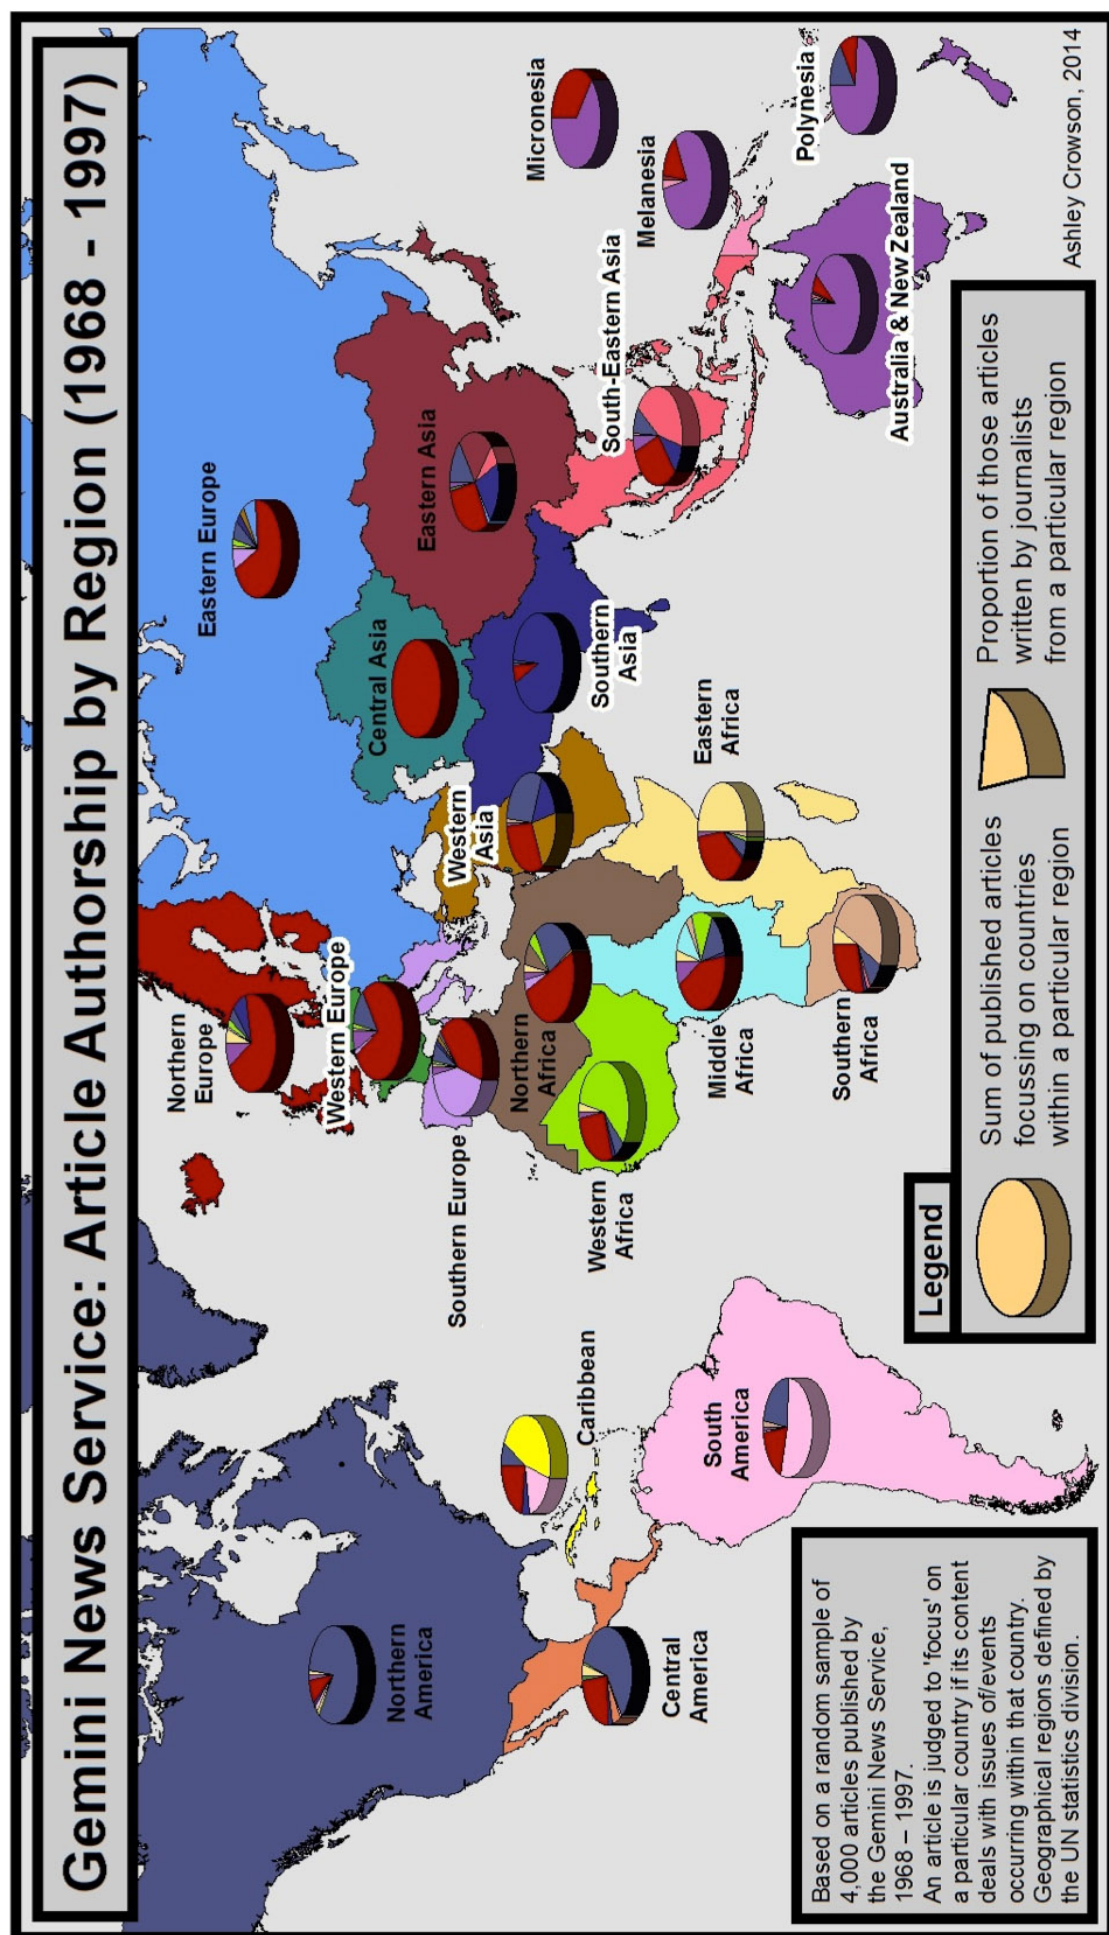 Gemini News Service: Article Authorship by Region (1968 - 1997)
Northern
America
Central
America
Caribbean
South
America
Northern
Europe
Western Europe
Southern Europe
Eastern Europe
Northern
Africa
Western
Africa
Middle
Africa
Eastern
Africa
Southern
Africa
Western
Asia
Central Asia
Southern
Asia
Eastern Asia
South-Eastern Asia
Micronesia
Melanesia
Polynesia
Australia & New Zealand
Based on a random sample of
4,000 articles published by
the Gemini News Service,
1968 – 1997.
An article is judged to 'focus' on
a particular country if its content
deals with issues of/events
occurring within that country.
Geographical regions defined by
the UN statistics division.
Legend
Sum of published articles
focussing on countries
within a particular region
Proportion of those articles
written by journalists
from a particular region
Ashley Crowson, 2014